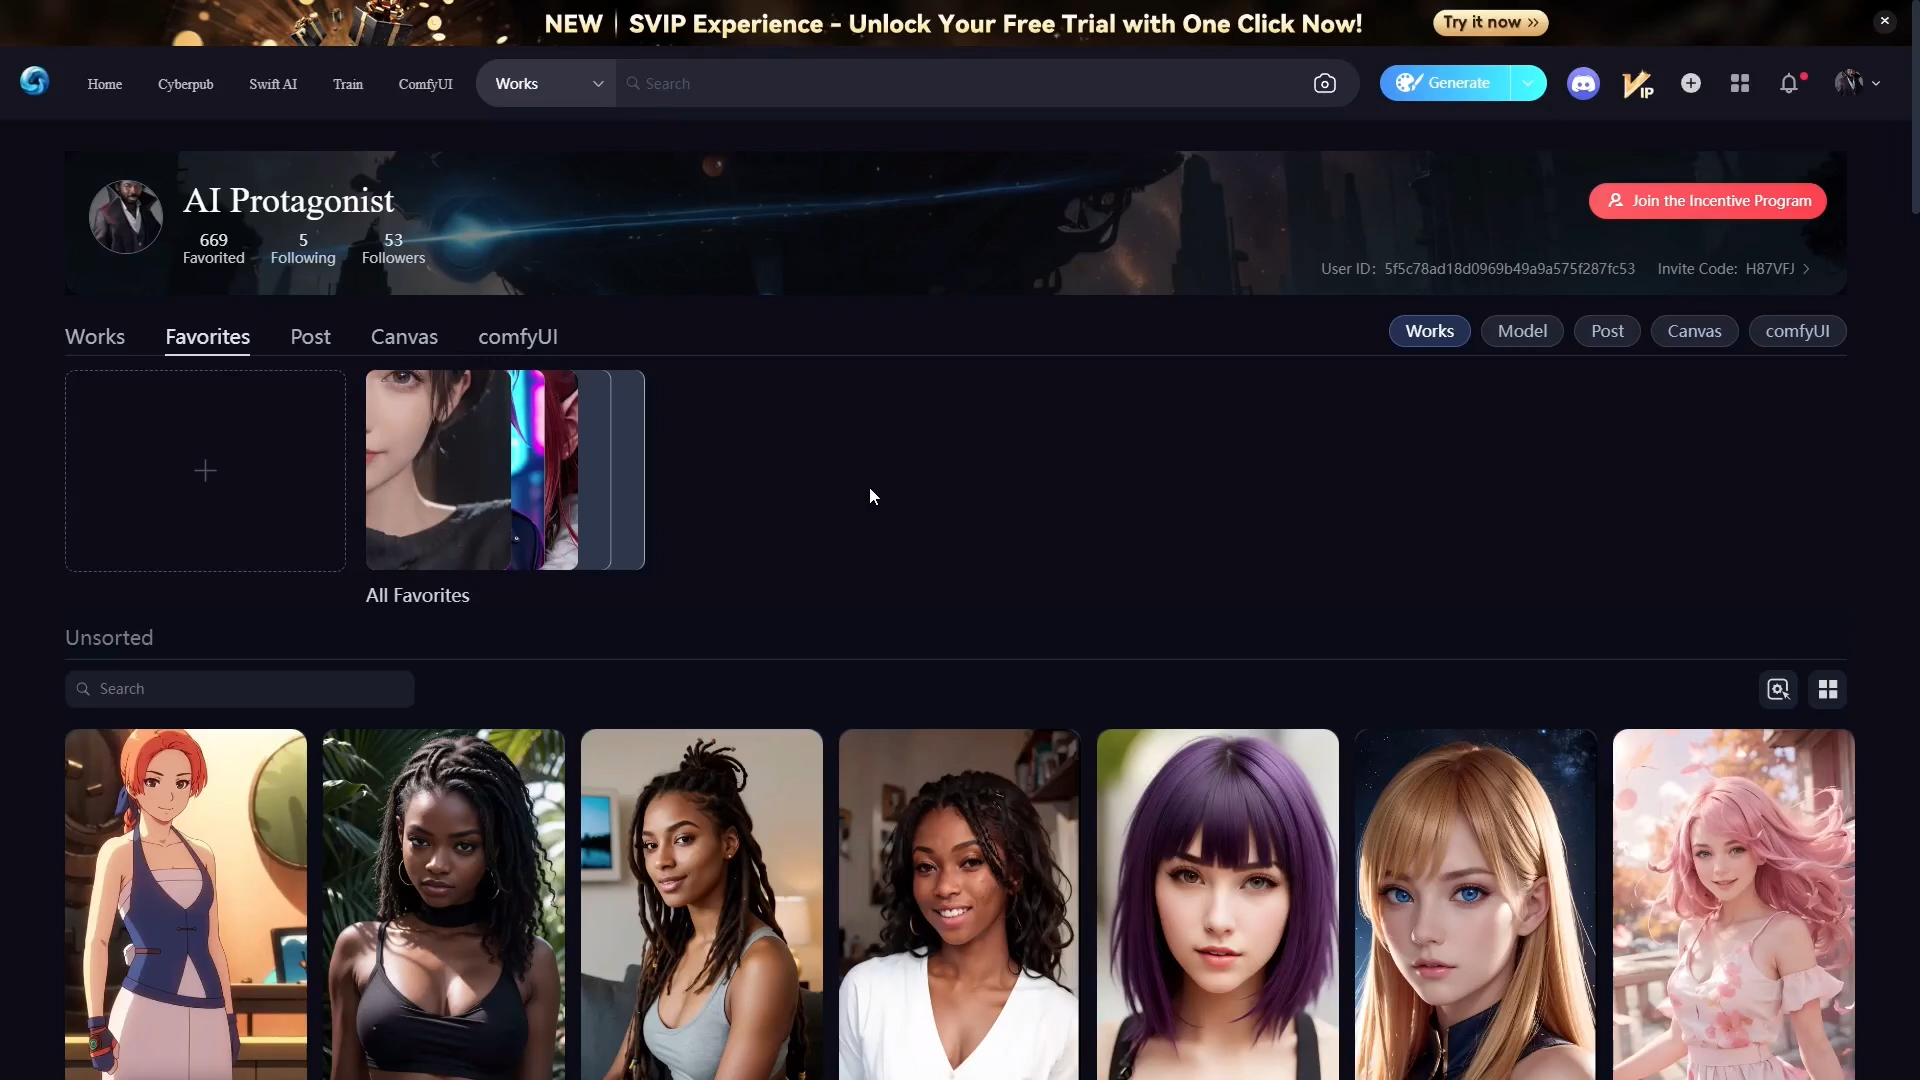 NEW | SVIP Experience - Unlock Your Free Trial with One Click Now!
Try it now >>
Home
Cyberpub
Swift AI
Train
ComfyUI
Works
Search
Generate
VIP
AI Protagonist
669
Favorited
5
Following
53
Followers
Join the Incentive Program
User ID: 5f5c78ad18d0969b49a9a575f287fc53
Invite Code: H87VFJ >
Works
Favorites
Post
Canvas
comfyUI
Works
Model
Post
Canvas
comfyUI
All Favorites
Unsorted
Search